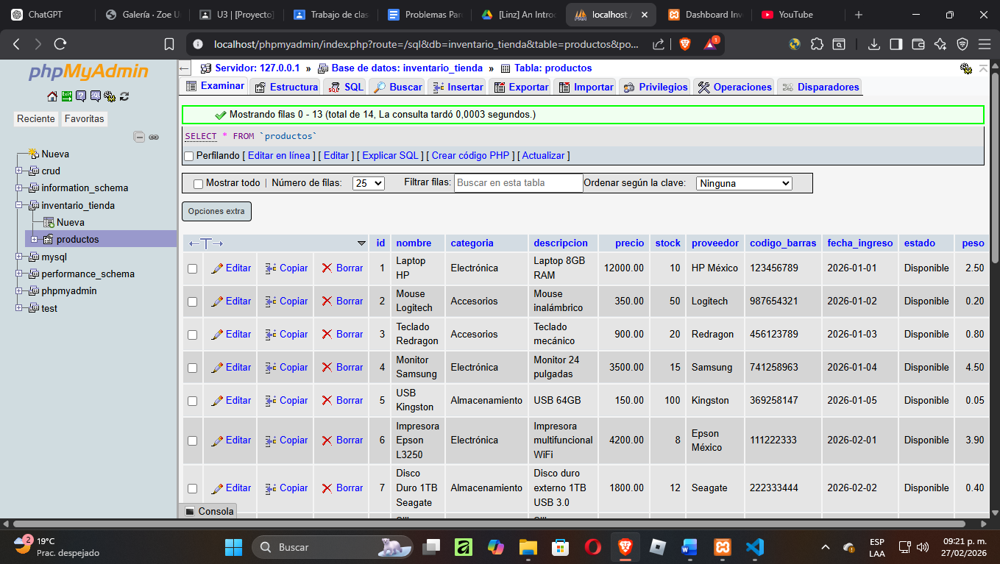 ChatGPT
Galería · Zoe U
U3 | [Proyecto]
Trabajo de clas
Problemas Par
[Linz] An Introd
localhost /
Dashboard Inv
YouTube
localhost/phpmyadmin/index.php?route=/sql&db=inventario_tienda&table=productos&po...
1
phpMyAdmin
Reciente Favoritas
Nueva
crud
information_schema
inventario_tienda
Nueva
productos
mysql
performance_schema
phpmyadmin
test
Servidor: 127.0.0.1 » Base de datos: inventario_tienda » Tabla: productos
Examinar Estructura SQL Buscar Insertar Exportar Importar Privilegios Operaciones Disparadores
Mostrando filas 0 - 13 (total de 14, La consulta tardó 0,0003 segundos.)
SELECT * FROM `productos`
Perfilando [ Editar en línea ] [ Editar ] [ Explicar SQL ] [ Crear código PHP ] [ Actualizar ]
Mostrar todo | Número de filas: 25 Filtrar filas: Buscar en esta tabla Ordenar según la clave: Ninguna
Opciones extra
←T→ id nombre categoria descripcion precio stock proveedor codigo_barras fecha_ingreso estado peso
Editar Copiar Borrar 1 Laptop HP Electrónica Laptop 8GB RAM 12000.00 10 HP México 123456789 2026-01-01 Disponible 2.50
Editar Copiar Borrar 2 Mouse Logitech Accesorios Mouse inalámbrico 350.00 50 Logitech 987654321 2026-01-02 Disponible 0.20
Editar Copiar Borrar 3 Teclado Redragon Accesorios Teclado mecánico 900.00 20 Redragon 456123789 2026-01-03 Disponible 0.80
Editar Copiar Borrar 4 Monitor Samsung Electrónica Monitor 24 pulgadas 3500.00 15 Samsung 741258963 2026-01-04 Disponible 4.50
Editar Copiar Borrar 5 USB Kingston Almacenamiento USB 64GB 150.00 100 Kingston 369258147 2026-01-05 Disponible 0.05
Editar Copiar Borrar 6 Impresora Epson L3250 Electrónica Impresora multifuncional WiFi 4200.00 8 Epson México 111222333 2026-02-01 Disponible 3.90
Editar Copiar Borrar 7 Disco Duro 1TB Seagate Almacenamiento Disco duro externo 1TB USB 3.0 1800.00 12 Seagate 222333444 2026-02-02 Disponible 0.40
Consola
2
19°C
Prac. despejado
Buscar
ESP
LAA
09:21 p. m.
27/02/2026